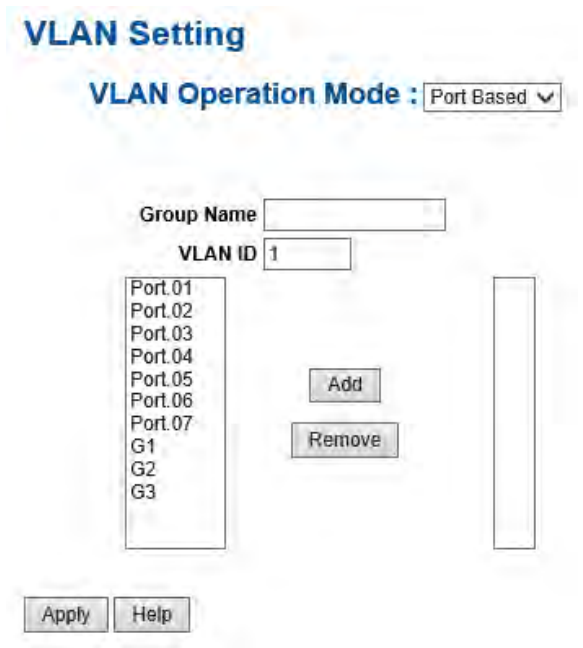 VLAN Setting
VLAN Operation Mode : Port Based
Group Name
VLAN ID 1
Port.01
Port.02
Port.03
Port.04
Port.05
Port.06
Port.07
G1
G2
G3
Add
Remove
Apply Help